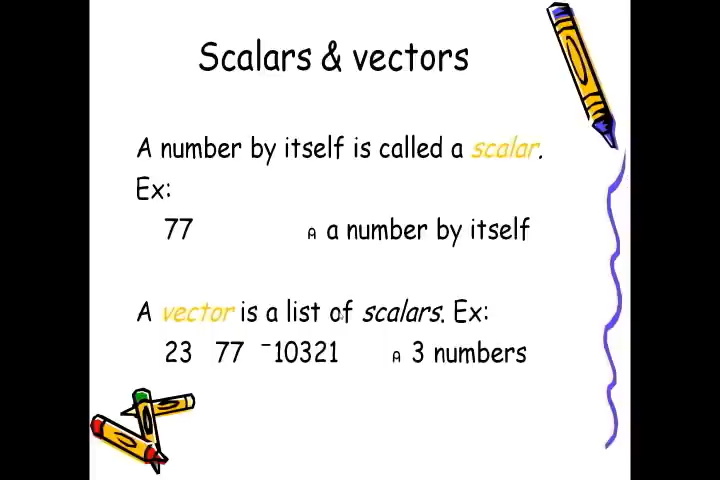 Scalars & vectors
A number by itself is called a scalar.
Ex:
77 ⍝ a number by itself
A vector is a list of scalars. Ex:
23 77 ¯10321 ⍝ 3 numbers